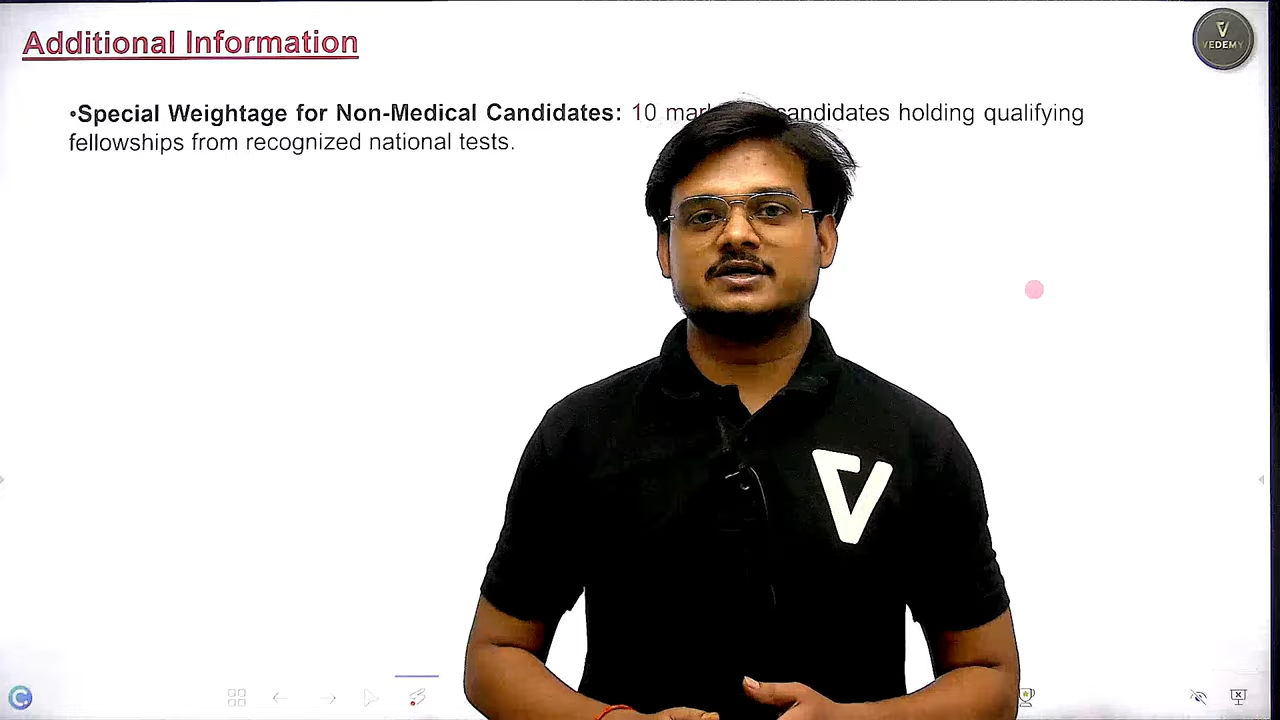 Additional Information
VEDEMY
•Special Weightage for Non-Medical Candidates: 10 candidates holding qualifying
fellowships from recognized national tests.